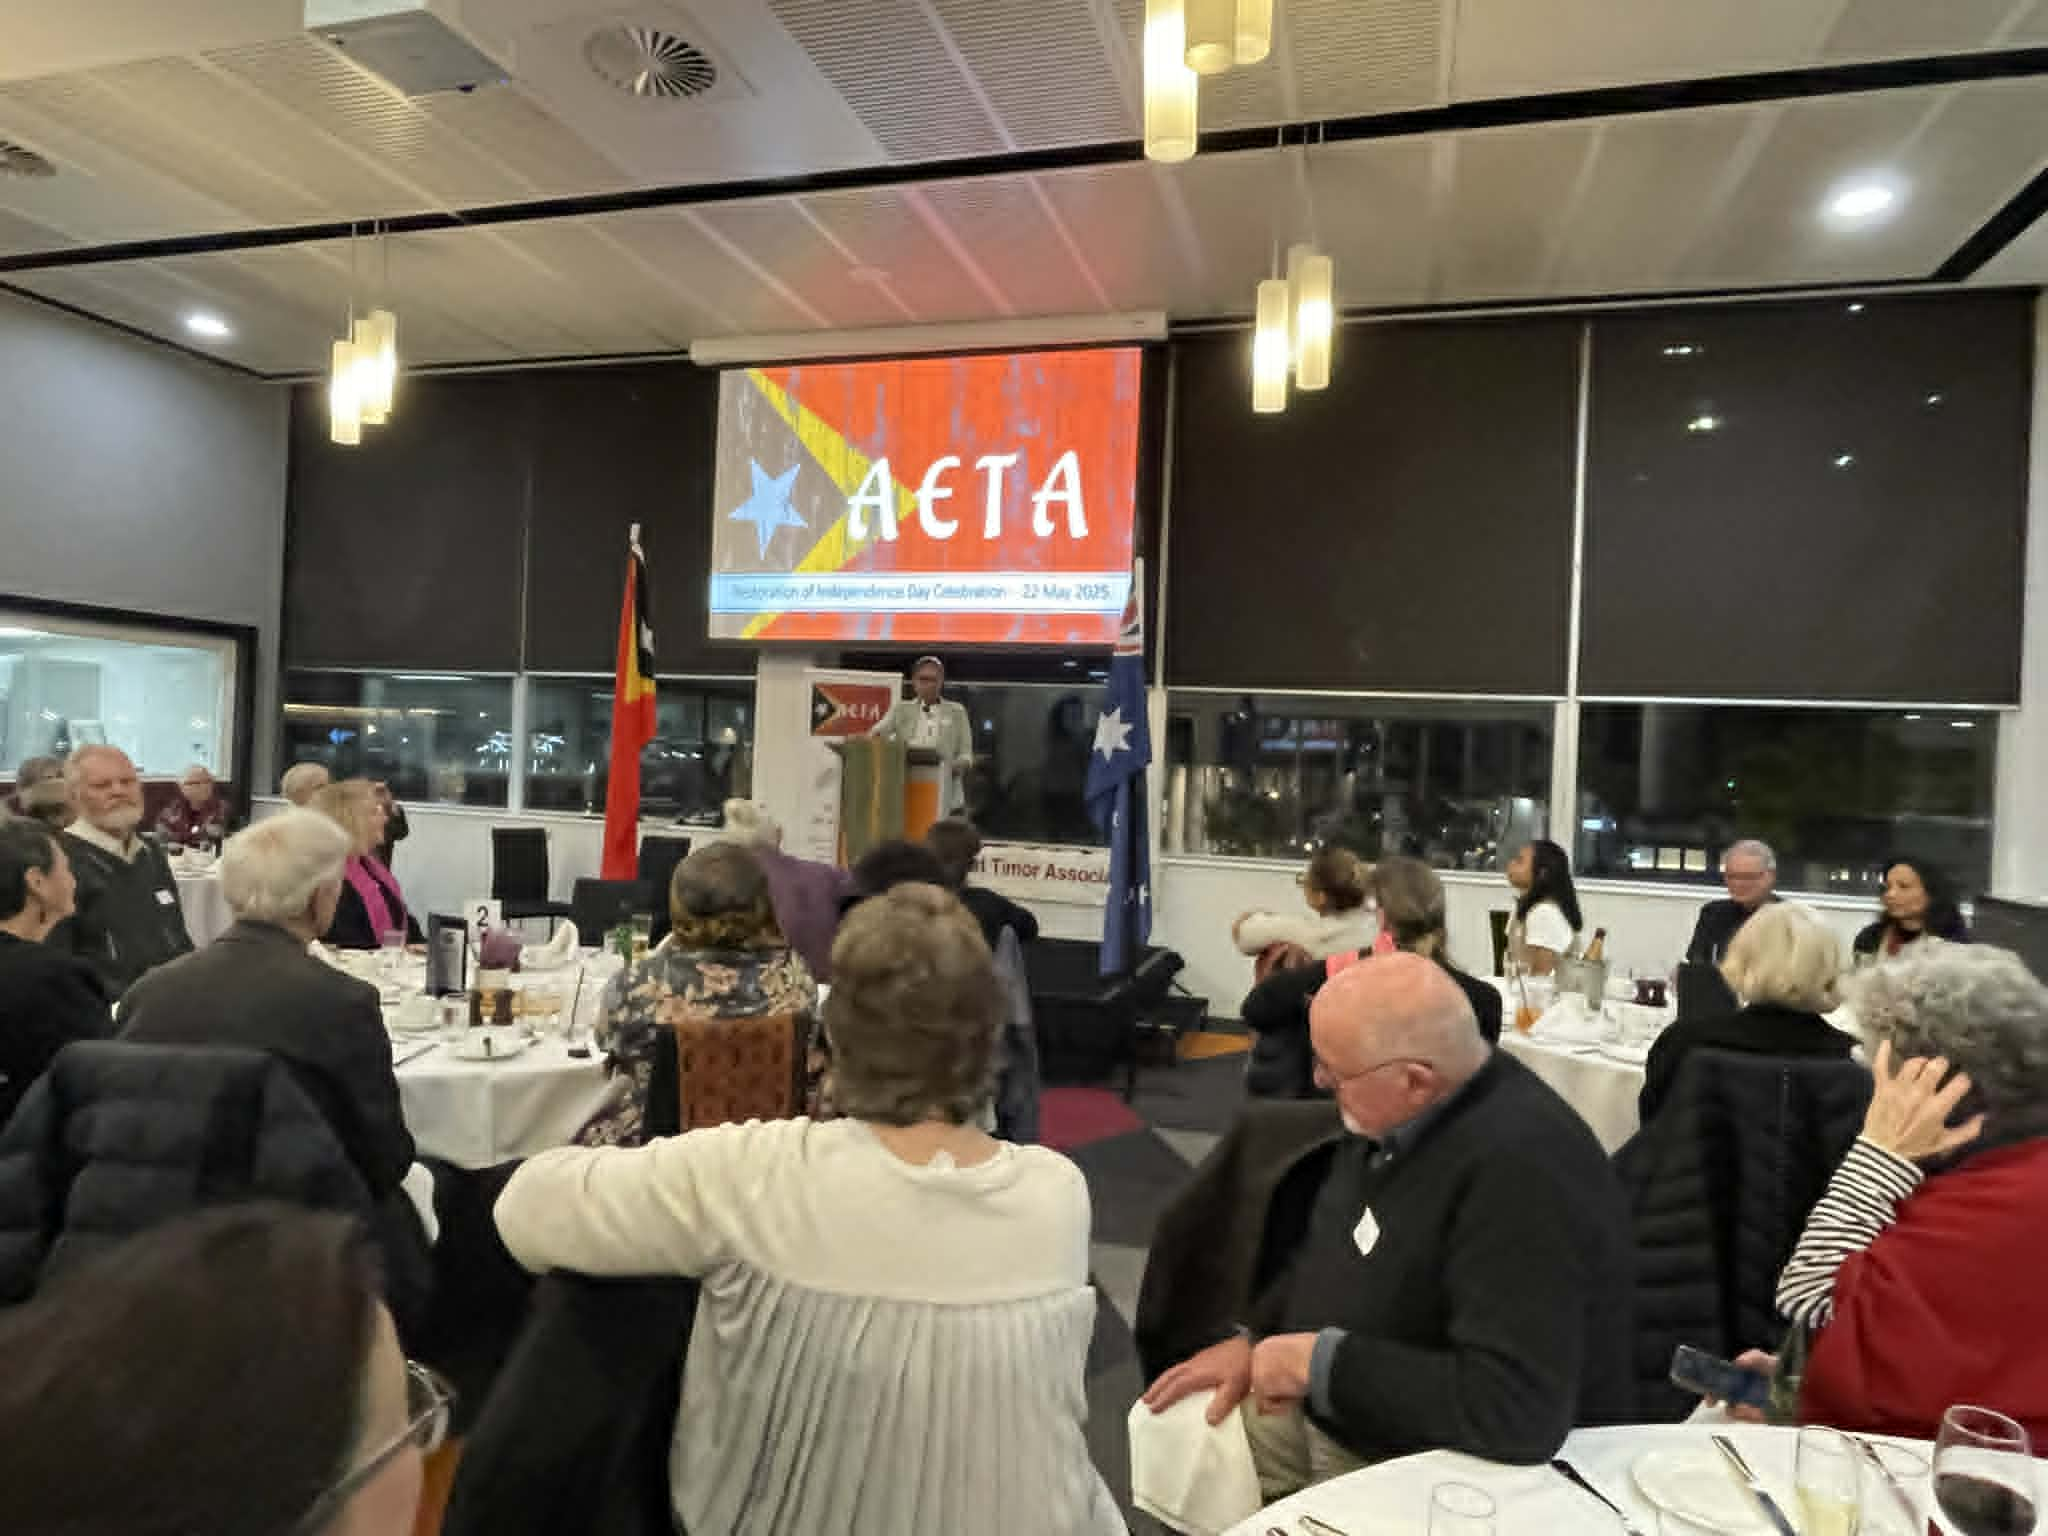 AETA
Restoration of Independence Day Celebration - 22 May 2025
AETA
2
t Timor Associa